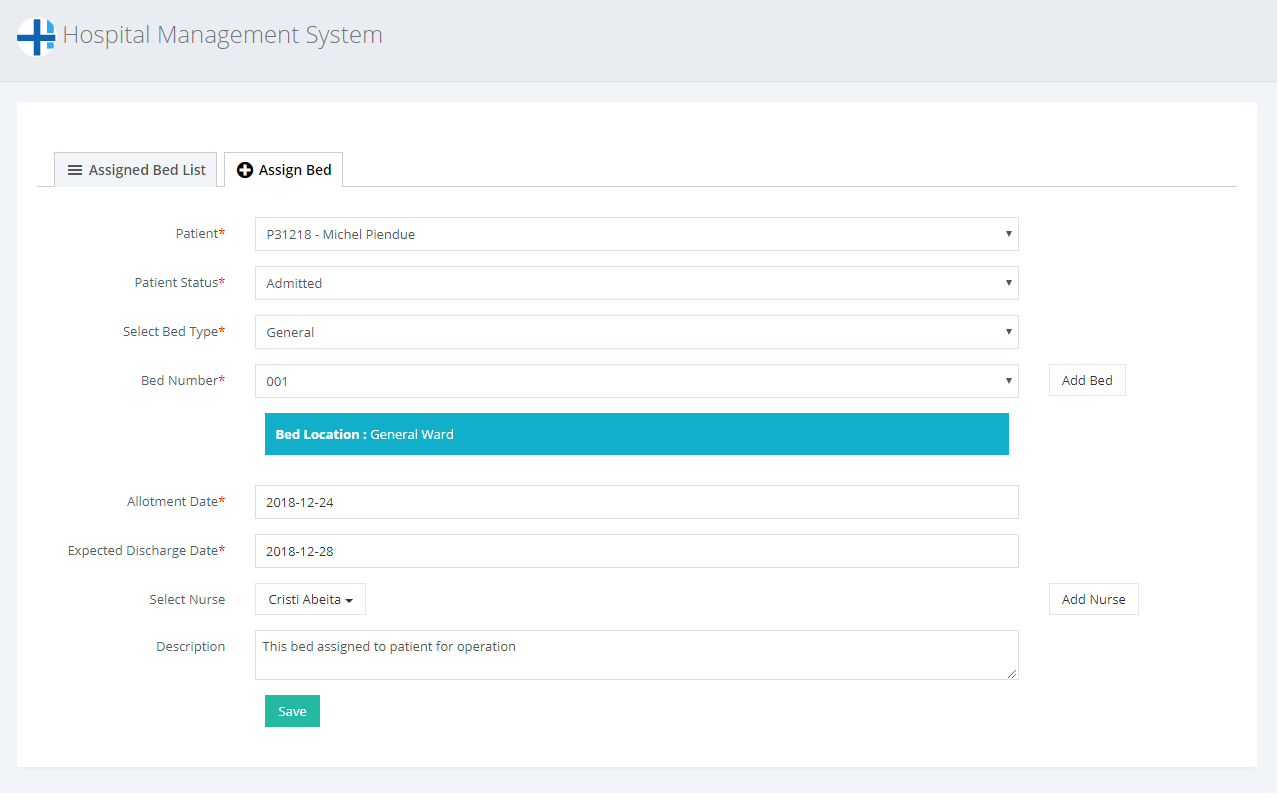 Hospital Management System
Assigned Bed List
Assign Bed
Patient* P31218 - Michel Piendue
Patient Status* Admitted
Select Bed Type* General
Bed Number* 001 Add Bed
Bed Location : General Ward
Allotment Date* 2018-12-24
Expected Discharge Date* 2018-12-28
Select Nurse Cristi Abeita Add Nurse
Description This bed assigned to patient for operation
Save